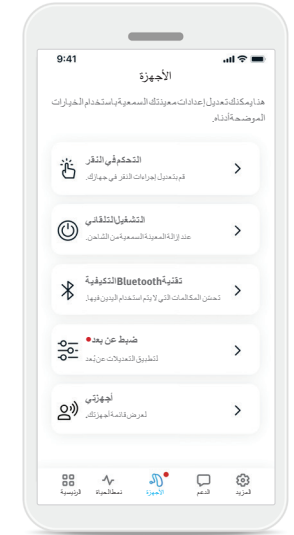 9:41
الأجهزة
هنا يمكنك تعديل إعدادات معينتك السمعية باستخدام الخيارات
الموضحة أدناه.
التحكم في النقر
قم بتعديل إجراءات النقر في جهازك.
التشغيل التلقائي
عند إزالة المعينة السمعية من الشاحن.
تقنية Bluetooth التكيفية
تحسّن المكالمات التي لا يتم استخدام اليدين فيها.
ضبط عن بعد
لتطبيق التعديلات عن بُعد
أجهزتي
لعرض قائمة أجهزتك.
المزيد
الدعم
الأجهزة
نمط الحياة
الرئيسية